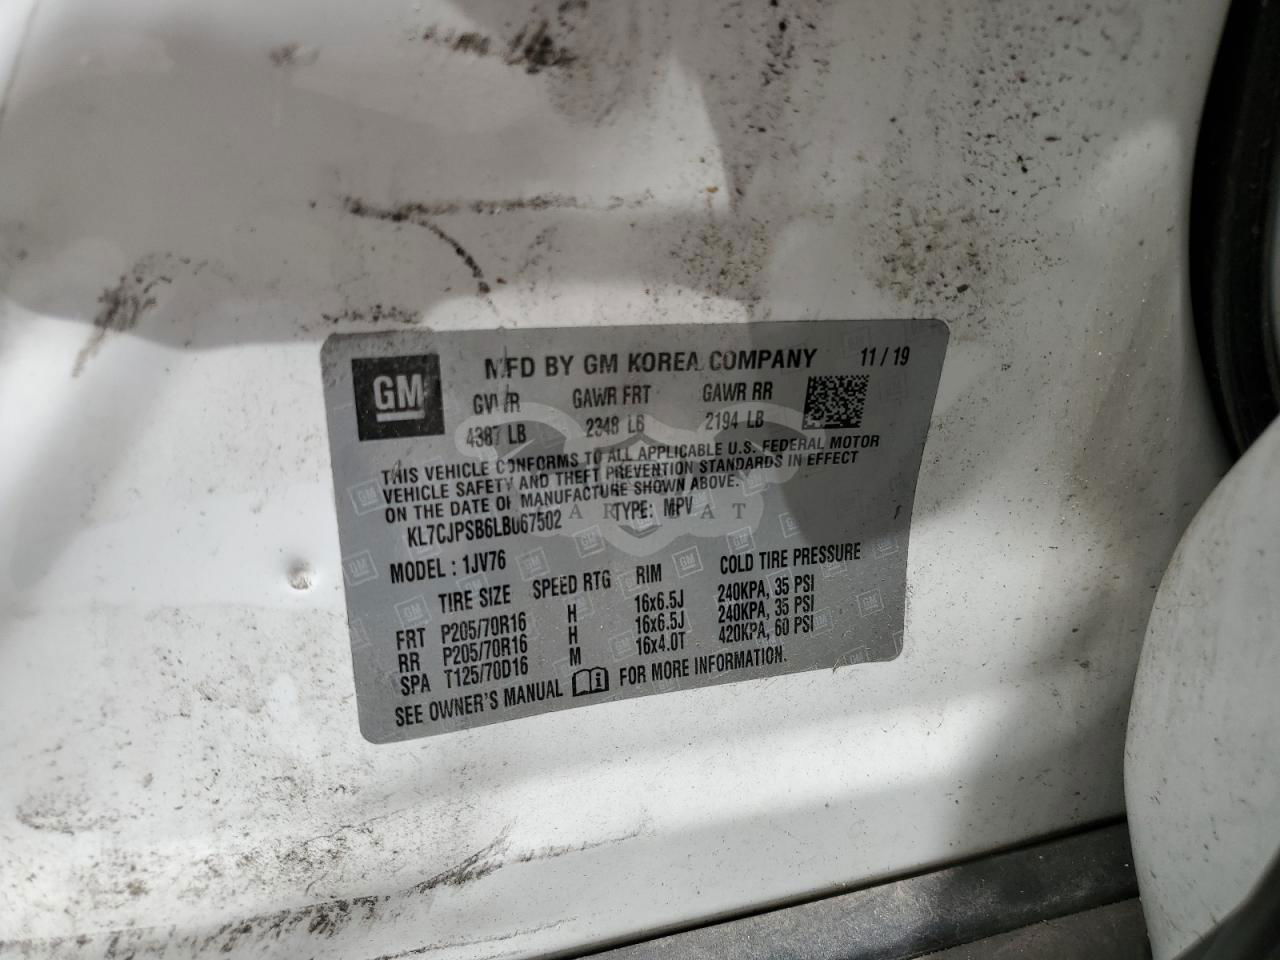 GM
MFD BY GM KOREA COMPANY 11 / 19
GVWR GAWR FRT GAWR RR
4387 LB 2348 LB 2194 LB
THIS VEHICLE CONFORMS TO ALL APPLICABLE U.S. FEDERAL MOTOR
VEHICLE SAFETY AND THEFT PREVENTION STANDARDS IN EFFECT
ON THE DATE OF MANUFACTURE SHOWN ABOVE.
KL7CJPSB6LB067502 TYPE: MPV
MODEL : 1JV76
TIRE SIZE SPEED RTG RIM COLD TIRE PRESSURE
FRT P205/70R16 H 16x6.5J 240KPA, 35 PSI
RR P205/70R16 H 16x6.5J 240KPA, 35 PSI
SPA T125/70D16 M 16x4.0T 420KPA, 60 PSI
SEE OWNER'S MANUAL FOR MORE INFORMATION.